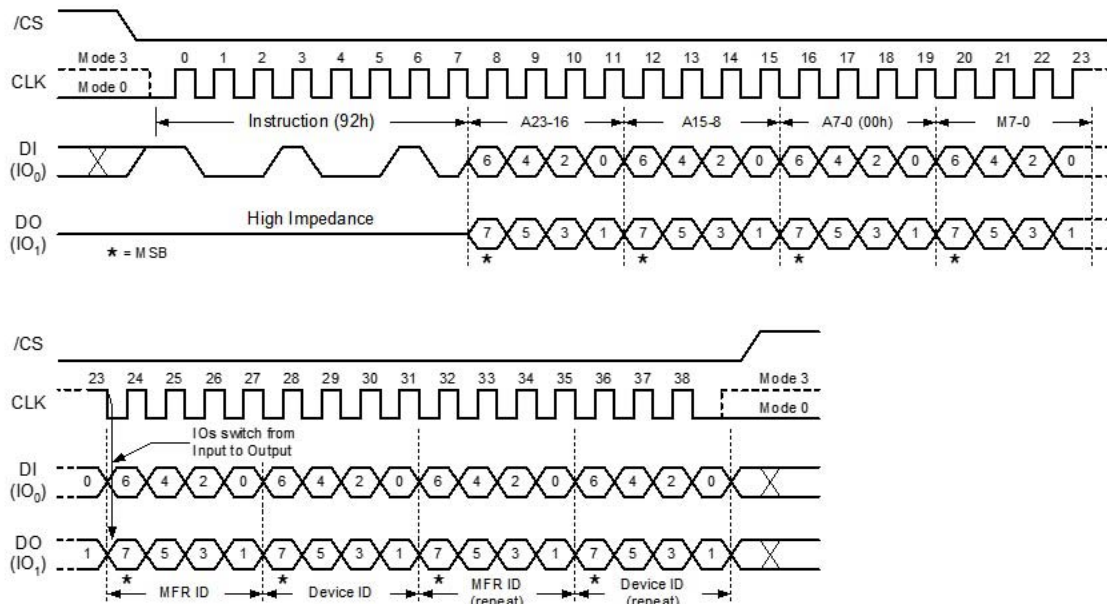 /CS
Mode 3 0 1 2 3 4 5 6 7 8 9 10 11 12 13 14 15 16 17 18 19 20 21 22 23
CLK Mode 0
Instruction (92h) A23-16 A15-8 A7-0 (00h) M7-0
DI (IO0) 6 4 2 0 6 4 2 0 6 4 2 0 6 4 2 0
High Impedance
DO (IO1) 7 5 3 1 7 5 3 1 7 5 3 1 7 5 3 1
* = MSB * * * *
/CS
23 24 25 26 27 28 29 30 31 32 33 34 35 36 37 38 Mode 3
CLK Mode 0
IOs switch from
Input to Output
DI (IO0) 0 6 4 2 0 6 4 2 0 6 4 2 0 6 4 2 0
DO (IO1) 1 7 5 3 1 7 5 3 1 7 5 3 1 7 5 3 1
* * * *
MFR ID Device ID MFR ID (repeat) Device ID (repeat)